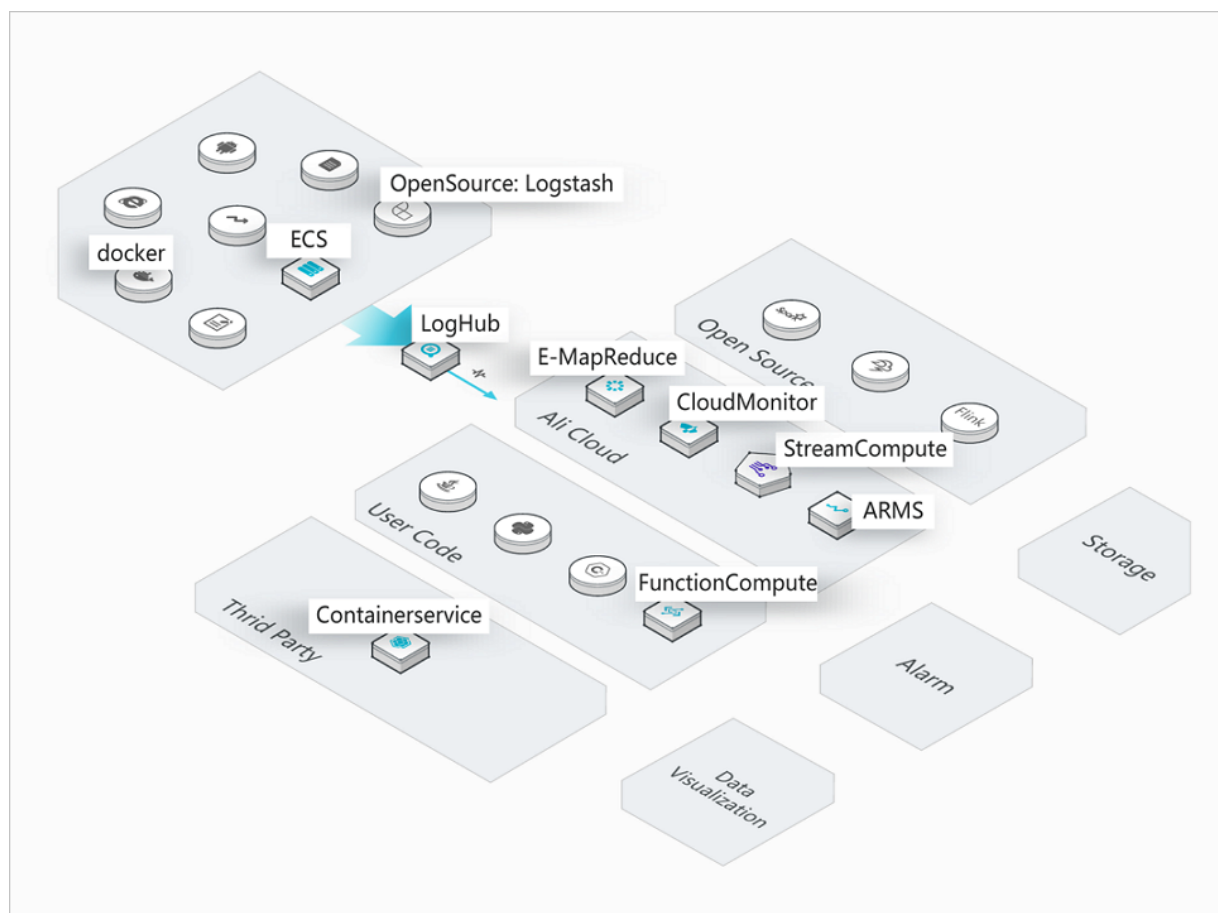 OpenSource: Logstash
docker
ECS
LogHub
Open Source
Spark
Flink
E-MapReduce
CloudMonitor
StreamCompute
ARMS
Ali Cloud
User Code
FunctionCompute
Containerservice
Thrid Party
Storage
Alarm
Data
Visualization